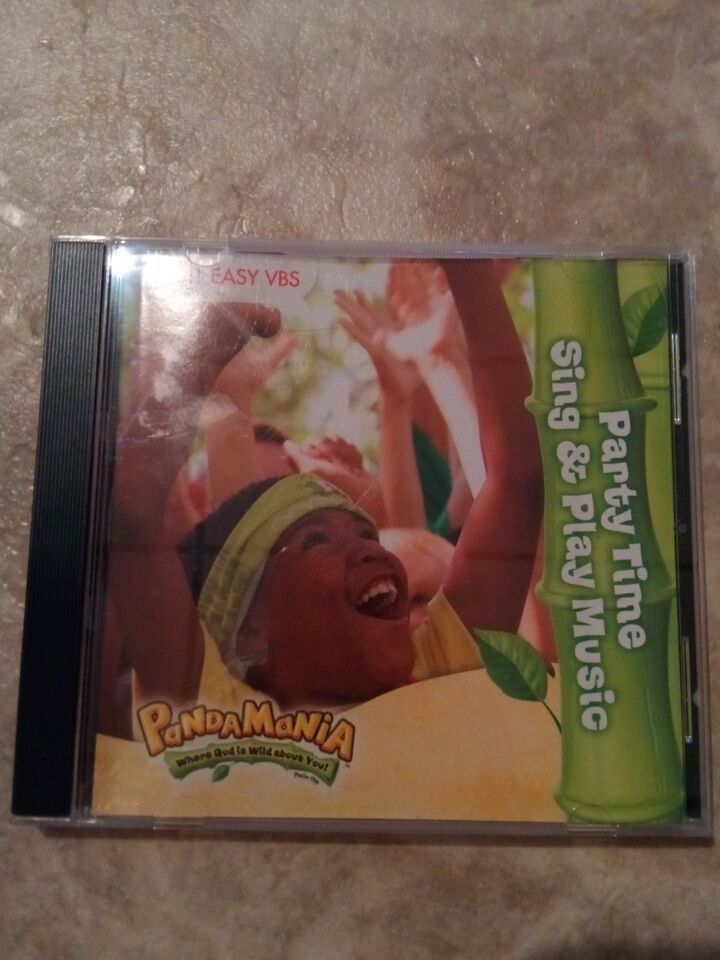 EASY VBS
Party Time
Sing & Play Music
PANDAMANIA
Where God is Wild about You!